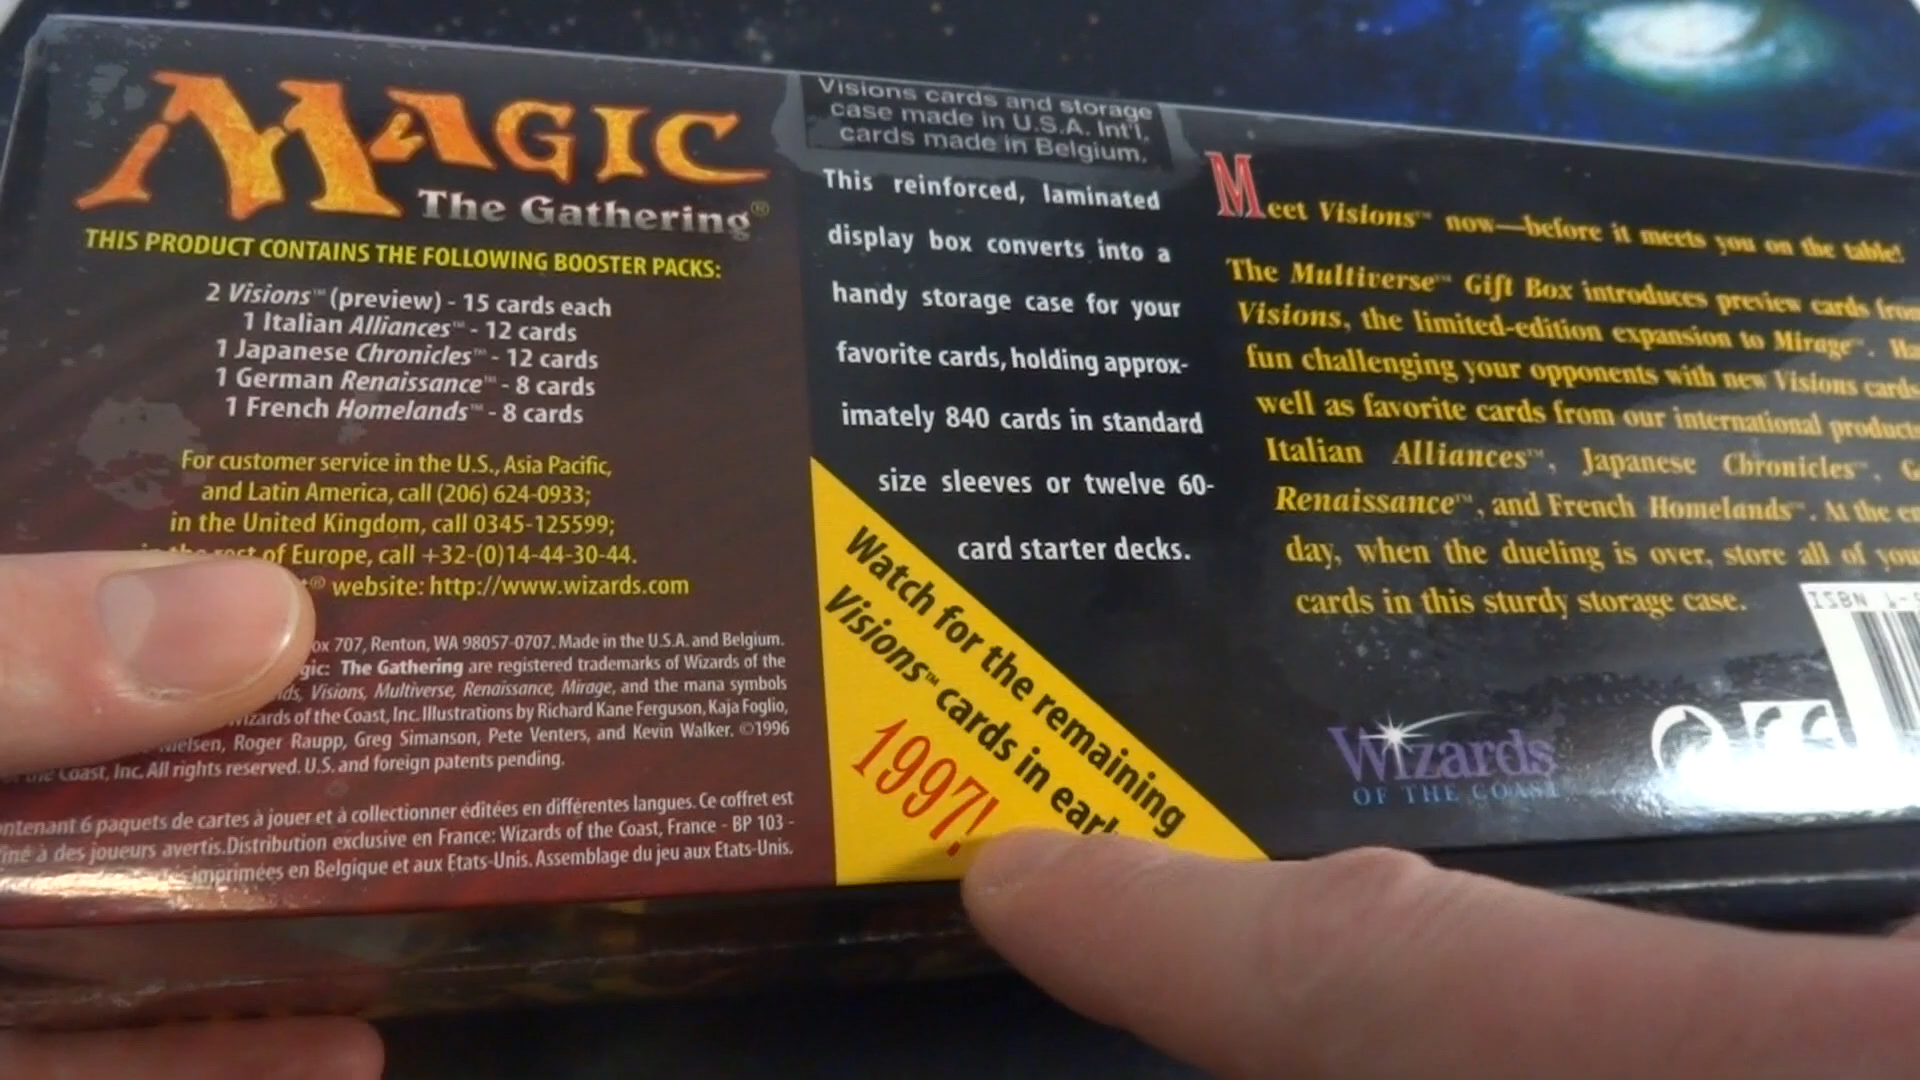 MAGIC
The Gathering®
THIS PRODUCT CONTAINS THE FOLLOWING BOOSTER PACKS:
2 Visions™ (preview) - 15 cards each
1 Italian Alliances™ - 12 cards
1 Japanese Chronicles™ - 12 cards
1 German Renaissance™ - 8 cards
1 French Homelands™ - 8 cards
For customer service in the U.S., Asia Pacific,
and Latin America, call (206) 624-0933;
in the United Kingdom, call 0345-125599;
in the rest of Europe, call +32-(0)14-44-30-44.
® website: http://www.wizards.com
707, Renton, WA 98057-0707. Made in the U.S.A. and Belgium.
The Gathering are registered trademarks of Wizards of the
Visions, Multiverse, Renaissance, Mirage, and the mana symbols
Wizards of the Coast, Inc. Illustrations by Richard Kane Ferguson, Kaja Foglio,
Nielsen, Roger Raupp, Greg Simanson, Pete Venters, and Kevin Walker. ©1996
of the Coast, Inc. All rights reserved. U.S. and foreign patents pending.
6 paquets de cartes à jouer et à collectionner éditées en différentes langues. Ce coffret est
à des joueurs avertis. Distribution exclusive en France: Wizards of the Coast, France - BP 103 -
imprimées en Belgique et aux Etats-Unis. Assemblage du jeu aux Etats-Unis.
Visions cards and storage
case made in U.S.A. Int'l.
cards made in Belgium.
This reinforced, laminated
display box converts into a
handy storage case for your
favorite cards, holding approx-
imately 840 cards in standard
size sleeves or twelve 60-
card starter decks.
Watch for the remaining
Visions™ cards in
1997!
Meet Visions™ now—before it meets you on the table!
The Multiverse™ Gift Box introduces preview cards
Visions, the limited-edition expansion to Mirage™.
fun challenging your opponents with new Visions cards
well as favorite cards from our international products
Italian Alliances™, Japanese Chronicles™,
Renaissance™, and French Homelands™. At the
day, when the dueling is over, store all of
cards in this sturdy storage case.
ISBN 1-
Wizards
OF THE COAST
CE